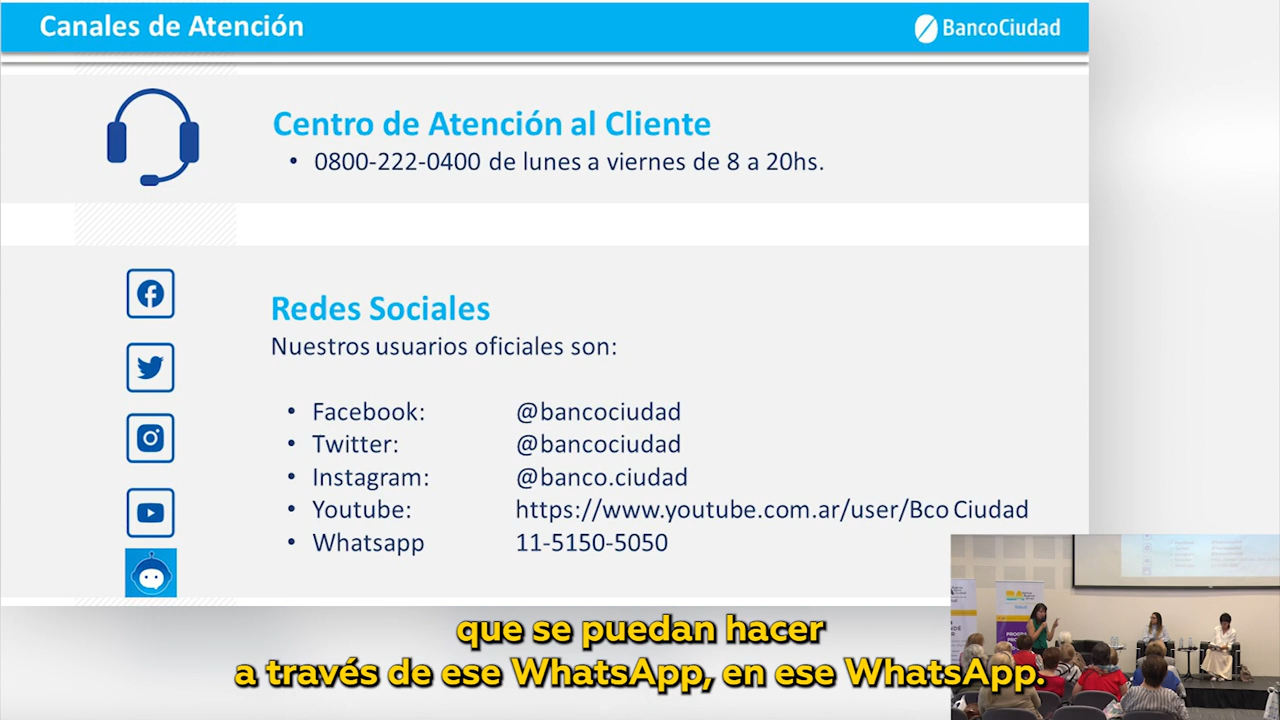 Canales de Atención
BancoCiudad
Centro de Atención al Cliente
• 0800-222-0400 de lunes a viernes de 8 a 20hs.
Redes Sociales
Nuestros usuarios oficiales son:
• Facebook: @bancociudad
• Twitter: @bancociudad
• Instagram: @banco.ciudad
• Youtube: https://www.youtube.com.ar/user/Bco Ciudad
• Whatsapp 11-5150-5050
que se puedan hacer
a través de ese WhatsApp, en ese WhatsApp.